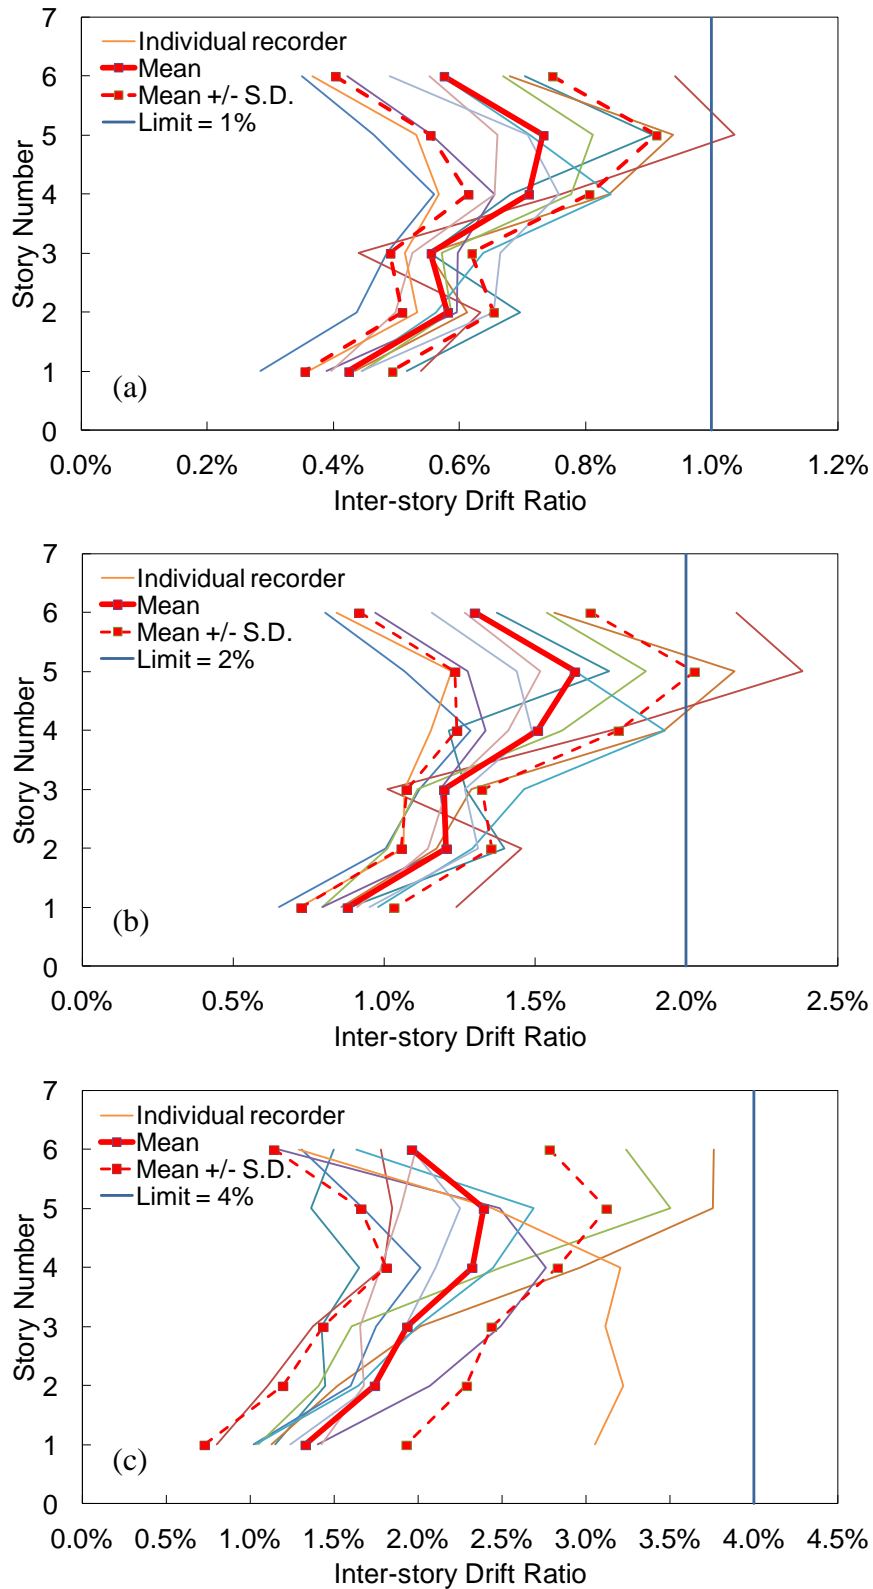 7
Individual recorder
6
Mean
Mean +/- S.D.
5
Limit = 1%
4
Story Number
3
2
1
(a)
0
0.0% 0.2% 0.4% 0.6% 0.8% 1.0% 1.2%
Inter-story Drift Ratio
7
Individual recorder
6
Mean
Mean +/- S.D.
5
Limit = 2%
4
Story Number
3
2
1
(b)
0
0.0% 0.5% 1.0% 1.5% 2.0% 2.5%
Inter-story Drift Ratio
7
Individual recorder
6
Mean
Mean +/- S.D.
5
Limit = 4%
4
Story Number
3
2
1
(c)
0
0.0% 0.5% 1.0% 1.5% 2.0% 2.5% 3.0% 3.5% 4.0% 4.5%
Inter-story Drift Ratio